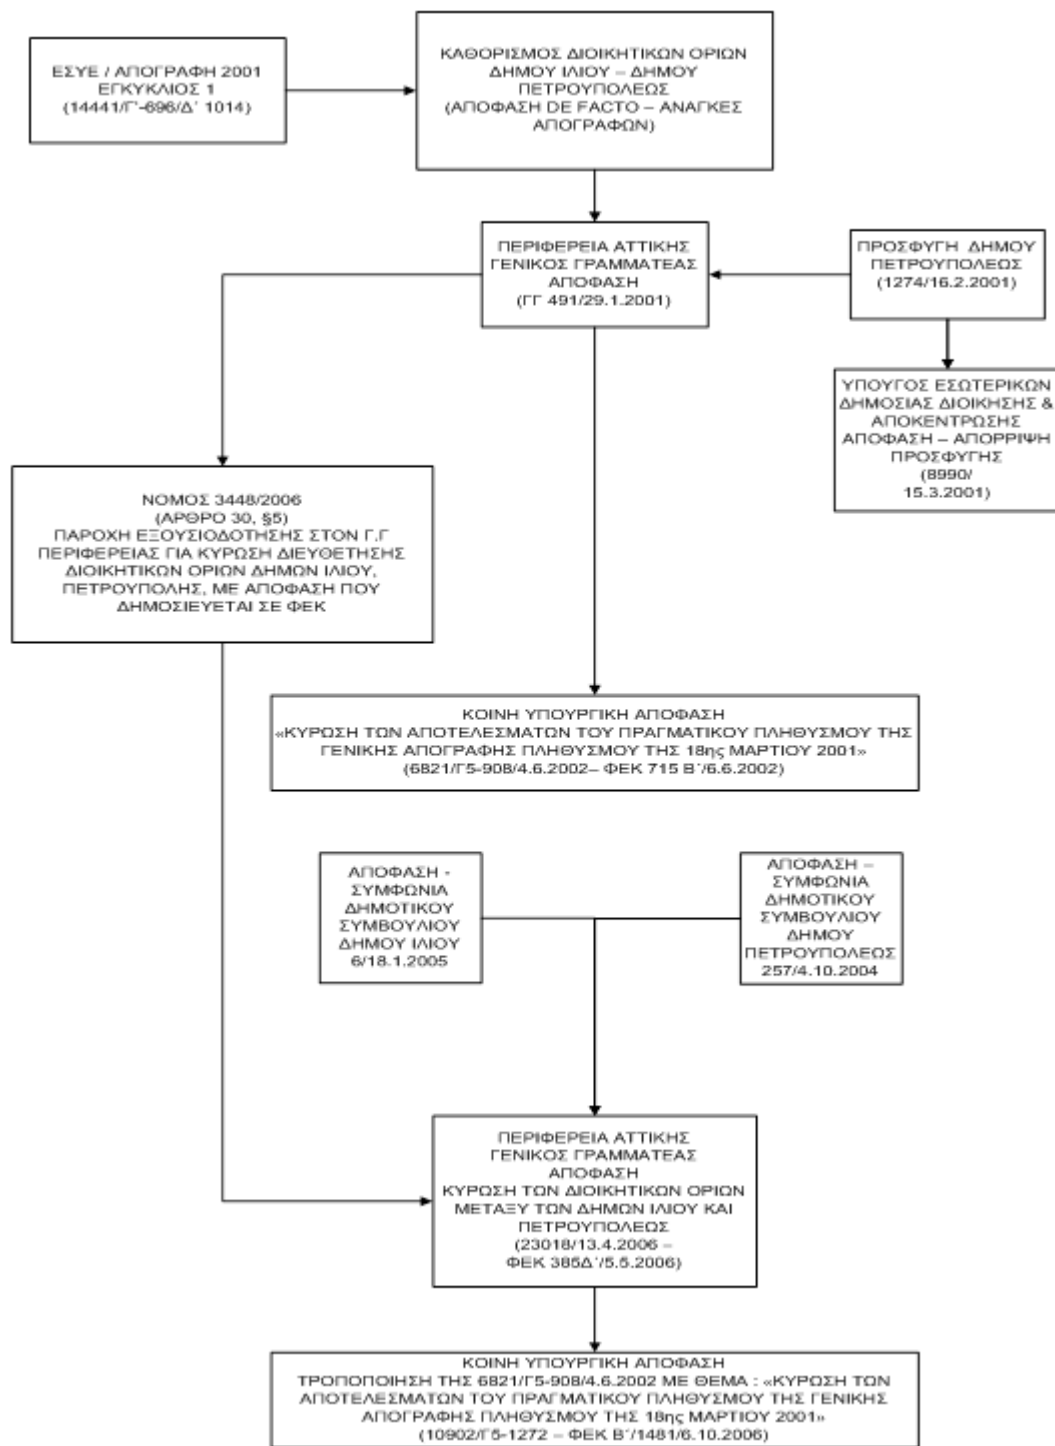 ΕΣΥΕ / ΑΠΟΓΡΑΦΗ 2001
ΕΓΚΥΚΛΙΟΣ 1
(14441/Γ'-696/Δ΄ 1014)
ΚΑΘΟΡΙΣΜΟΣ ΔΙΟΙΚΗΤΙΚΩΝ ΟΡΙΩΝ
ΔΗΜΟΥ ΙΛΙΟΥ – ΔΗΜΟΥ
ΠΕΤΡΟΥΠΟΛΕΩΣ
(ΑΠΟΦΑΣΗ DE FACTO – ΑΝΑΓΚΕΣ
ΑΠΟΓΡΑΦΩΝ)
ΠΕΡΙΦΕΡΕΙΑ ΑΤΤΙΚΗΣ
ΓΕΝΙΚΟΣ ΓΡΑΜΜΑΤΕΑΣ
ΑΠΟΦΑΣΗ
(ΓΓ 491/29.1.2001)
ΠΡΟΣΦΥΓΗ ΔΗΜΟΥ
ΠΕΤΡΟΥΠΟΛΕΩΣ
(1274/16.2.2001)
ΥΠΟΥΓΟΣ ΕΣΩΤΕΡΙΚΩΝ
ΔΗΜΟΣΙΑΣ ΔΙΟΙΚΗΣΗΣ &
ΑΠΟΚΕΝΤΡΩΣΗΣ
ΑΠΟΦΑΣΗ – ΑΠΟΡΡΙΨΗ
ΠΡΟΣΦΥΓΗΣ
(8990/
15.3.2001)
ΝΟΜΟΣ 3448/2006
(ΑΡΘΡΟ 30, §5)
ΠΑΡΟΧΗ ΕΞΟΥΣΙΟΔΟΤΗΣΗΣ ΣΤΟΝ Γ.Γ
ΠΕΡΙΦΕΡΕΙΑΣ ΓΙΑ ΚΥΡΩΣΗ ΔΙΕΥΘΕΤΗΣΗΣ
ΔΙΟΙΚΗΤΙΚΩΝ ΟΡΙΩΝ ΔΗΜΩΝ ΙΛΙΟΥ,
ΠΕΤΡΟΥΠΟΛΗΣ, ΜΕ ΑΠΟΦΑΣΗ ΠΟΥ
ΔΗΜΟΣΙΕΥΕΤΑΙ ΣΕ ΦΕΚ
ΚΟΙΝΗ ΥΠΟΥΡΓΙΚΗ ΑΠΟΦΑΣΗ
«ΚΥΡΩΣΗ ΤΩΝ ΑΠΟΤΕΛΕΣΜΑΤΩΝ ΤΟΥ ΠΡΑΓΜΑΤΙΚΟΥ ΠΛΗΘΥΣΜΟΥ ΤΗΣ
ΓΕΝΙΚΗΣ ΑΠΟΓΡΑΦΗΣ ΠΛΗΘΥΣΜΟΥ ΤΗΣ 18ης ΜΑΡΤΙΟΥ 2001»
(6821/Γ5-908/4.6.2002– ΦΕΚ 715 Β΄/6.6.2002)
ΑΠΟΦΑΣΗ -
ΣΥΜΦΩΝΙΑ
ΔΗΜΟΤΙΚΟΥ
ΣΥΜΒΟΥΛΙΟΥ
ΔΗΜΟΥ ΙΛΙΟΥ
6/18.1.2005
ΑΠΟΦΑΣΗ –
ΣΥΜΦΩΝΙΑ
ΔΗΜΟΤΙΚΟΥ
ΣΥΜΒΟΥΛΙΟΥ
ΔΗΜΟΥ
ΠΕΤΡΟΥΠΟΛΕΩΣ
257/4.10.2004
ΠΕΡΙΦΕΡΕΙΑ ΑΤΤΙΚΗΣ
ΓΕΝΙΚΟΣ ΓΡΑΜΜΑΤΕΑΣ
ΑΠΟΦΑΣΗ
ΚΥΡΩΣΗ ΤΩΝ ΔΙΟΙΚΗΤΙΚΩΝ ΟΡΙΩΝ
ΜΕΤΑΞΥ ΤΩΝ ΔΗΜΩΝ ΙΛΙΟΥ ΚΑΙ
ΠΕΤΡΟΥΠΟΛΕΩΣ
(23018/13.4.2006 –
ΦΕΚ 385Δ΄/5.5.2006)
ΚΟΙΝΗ ΥΠΟΥΡΓΙΚΗ ΑΠΟΦΑΣΗ
ΤΡΟΠΟΠΟΙΗΣΗ ΤΗΣ 6821/Γ5-908/4.6.2002 ΜΕ ΘΕΜΑ : «ΚΥΡΩΣΗ ΤΩΝ
ΑΠΟΤΕΛΕΣΜΑΤΩΝ ΤΟΥ ΠΡΑΓΜΑΤΙΚΟΥ ΠΛΗΘΥΣΜΟΥ ΤΗΣ ΓΕΝΙΚΗΣ
ΑΠΟΓΡΑΦΗΣ ΠΛΗΘΥΣΜΟΥ ΤΗΣ 18ης ΜΑΡΤΙΟΥ 2001»
(10902/Γ5-1272 – ΦΕΚ Β΄/1481/6.10.2006)